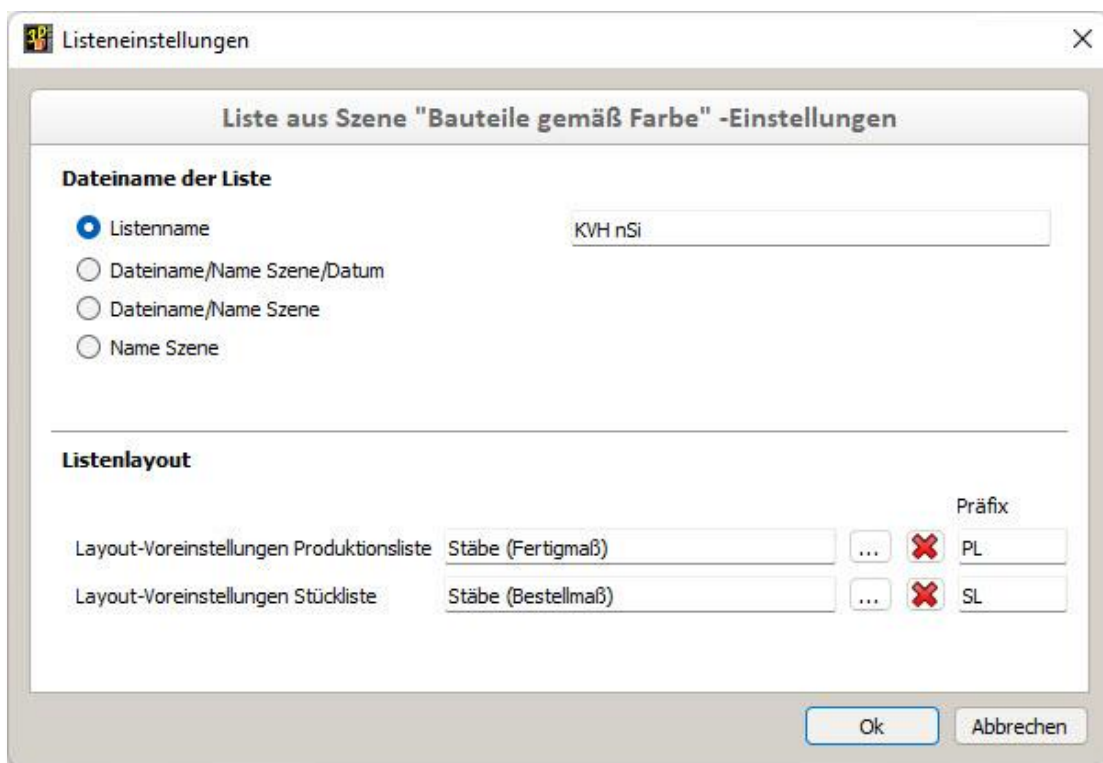 Listeneinstellungen
Liste aus Szene "Bauteile gemäß Farbe" -Einstellungen
Dateiname der Liste
Listenname KVH nSi
Dateiname/Name Szene/Datum
Dateiname/Name Szene
Name Szene
Listenlayout
Präfix
Layout-Voreinstellungen Produktionsliste Stäbe (Fertigmaß) ... PL
Layout-Voreinstellungen Stückliste Stäbe (Bestellmaß) ... SL
Ok Abbrechen